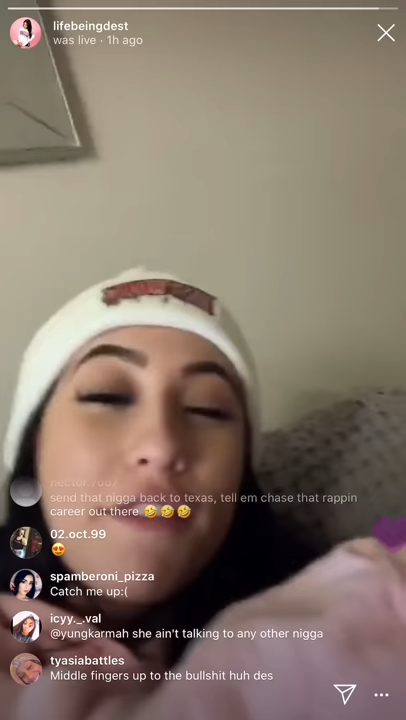 lifebeingdest
was live · 1h ago
hector.7067
send that nigga back to texas, tell em chase that rappin
career out there 🤣🤣🤣
02.oct.99
😍
spamberoni_pizza
Catch me up:(
icyy._.val
@yungkarmah she ain't talking to any other nigga
tyasiabattles
Middle fingers up to the bullshit huh des